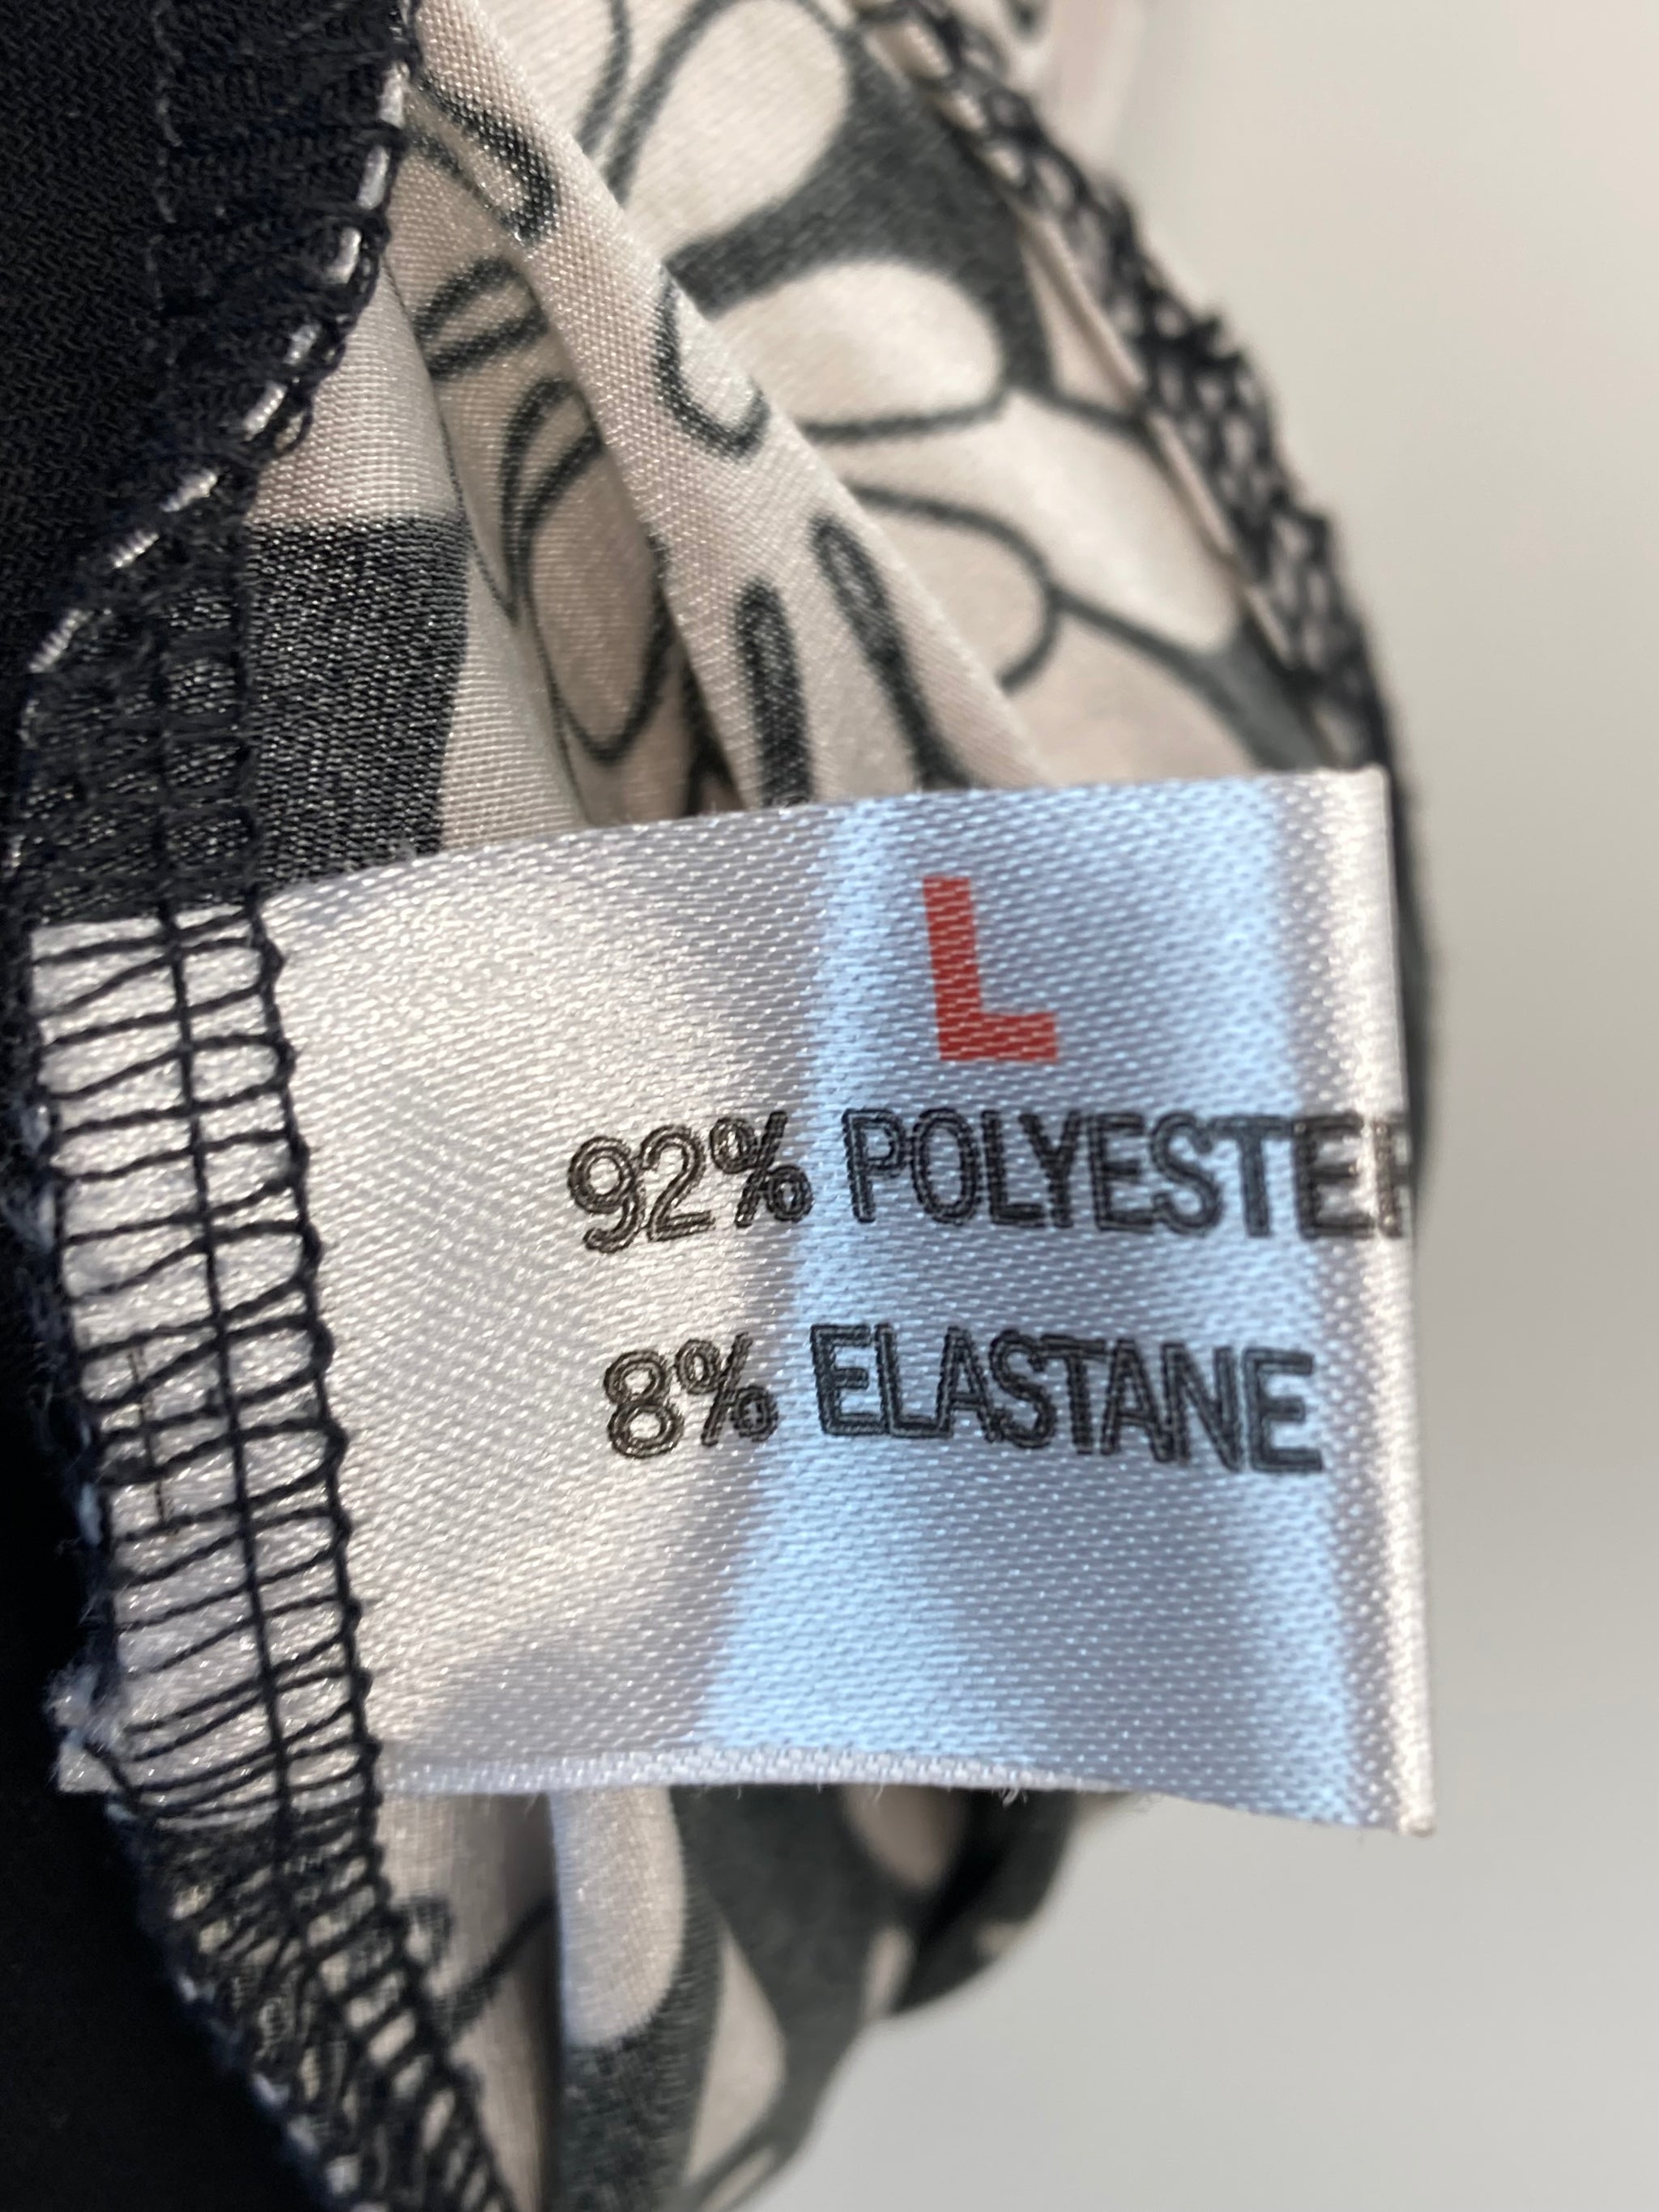 L
92% POLYESTER
8% ELASTANE